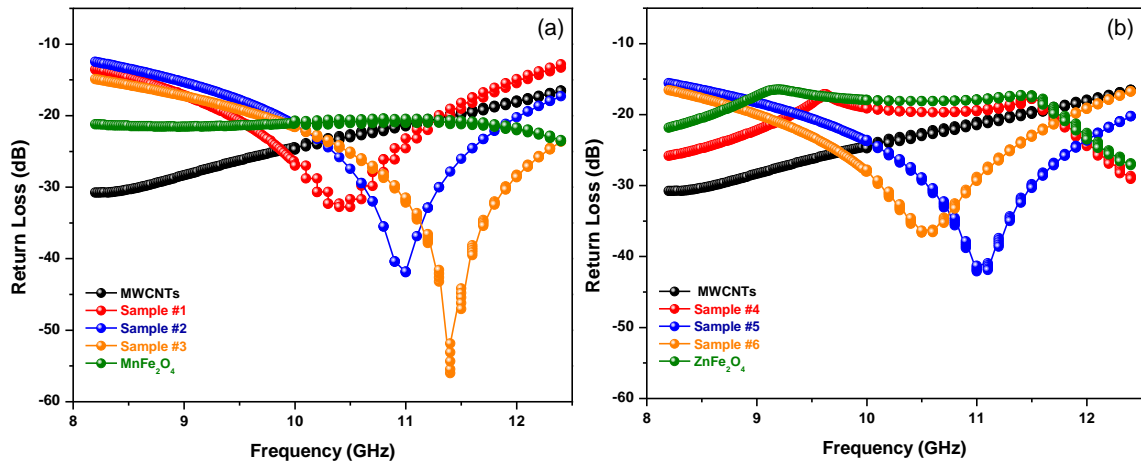 (a)
Return Loss (dB)
-10
-20
-30
-40
-50
-60
MWCNTs
Sample #1
Sample #2
Sample #3
MnFe₂O₄
8 9 10 11 12
Frequency (GHz)
(b)
Return Loss (dB)
-10
-20
-30
-40
-50
-60
MWCNTs
Sample #4
Sample #5
Sample #6
ZnFe₂O₄
8 9 10 11 12
Frequency (GHz)